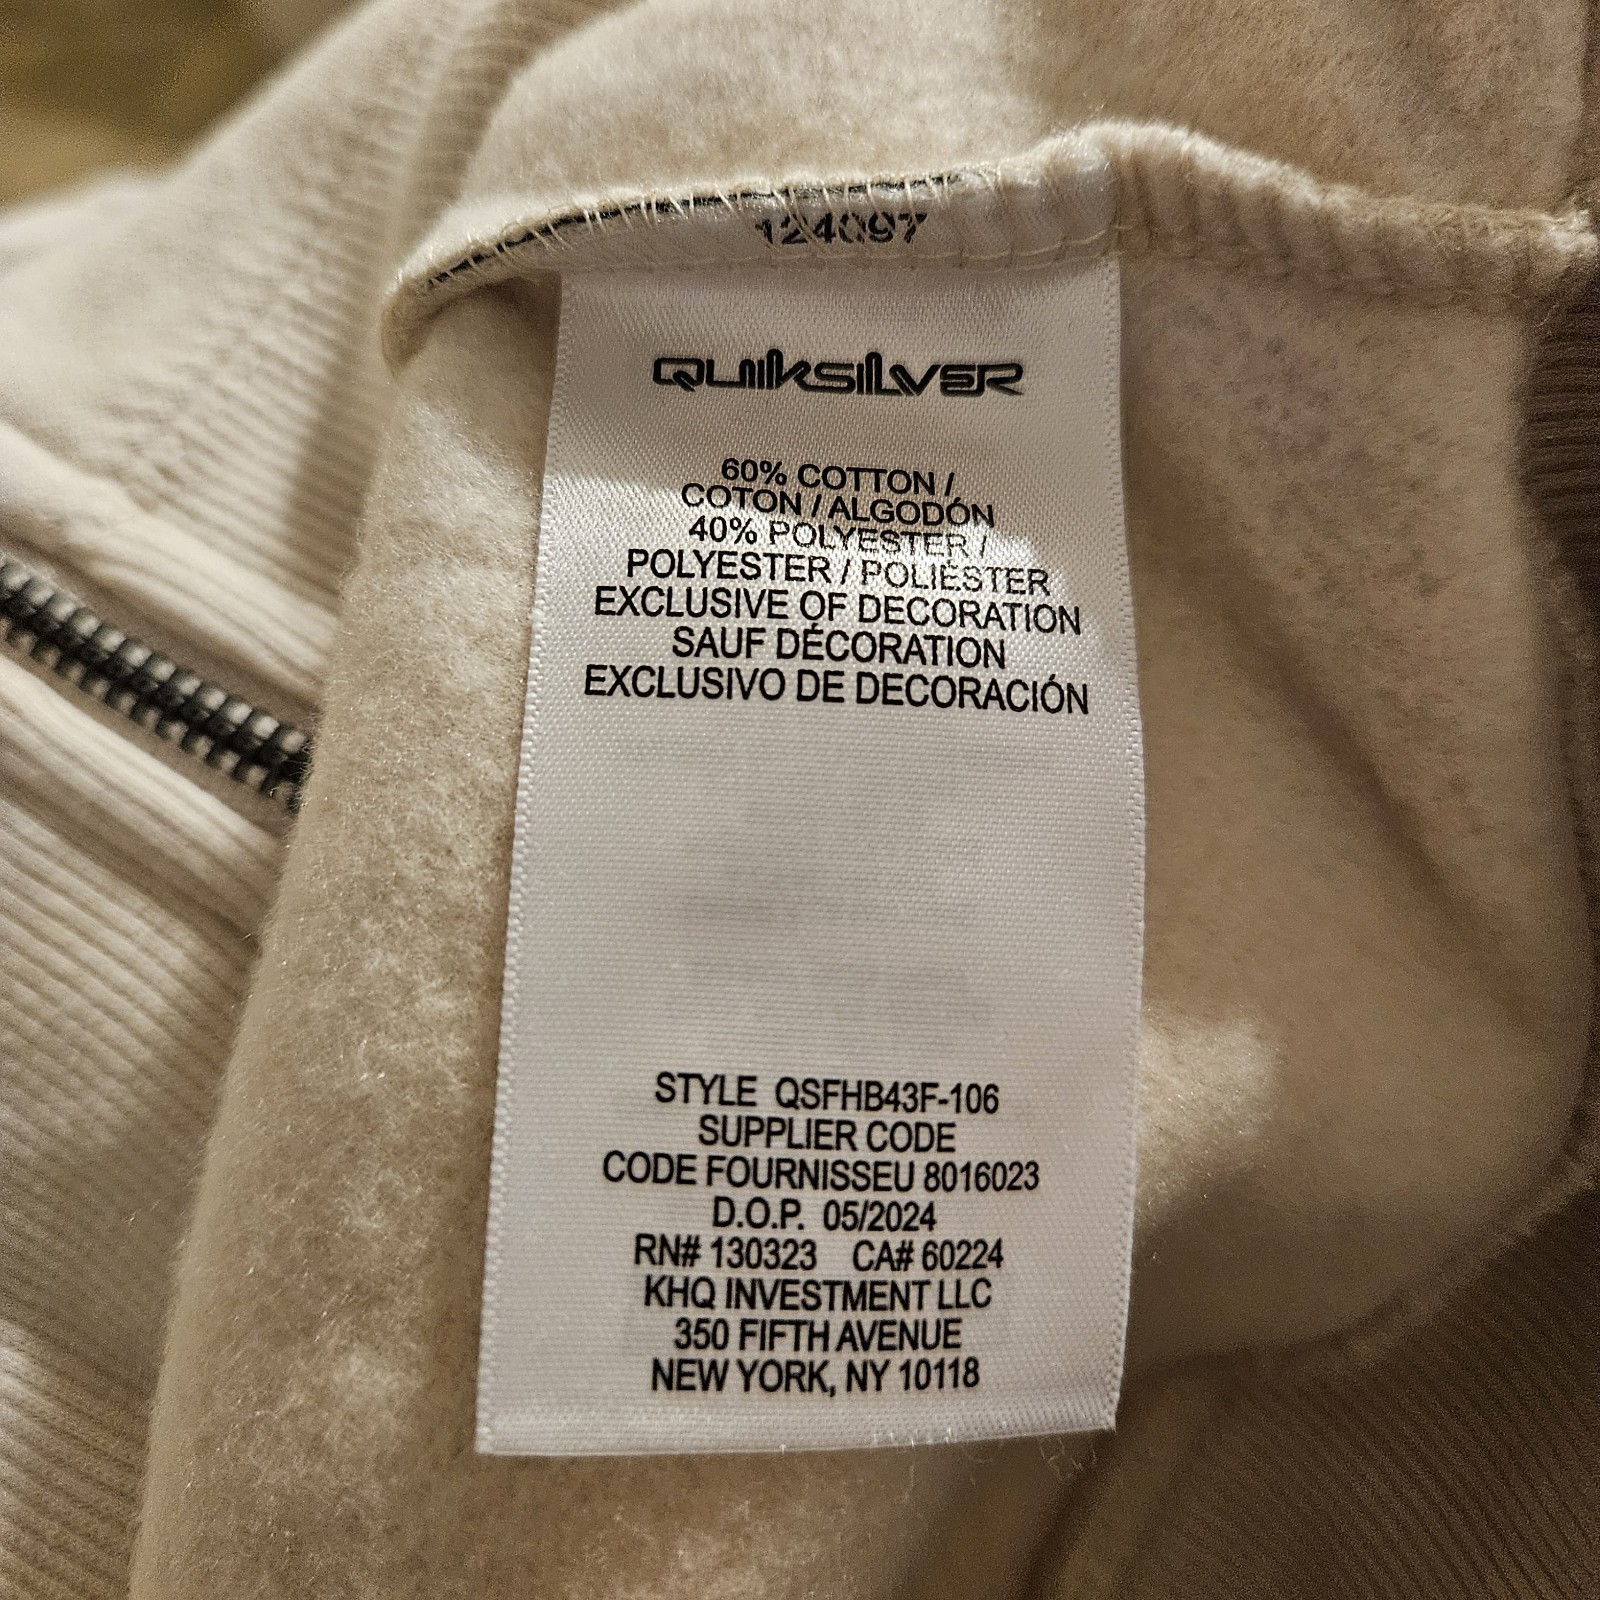 124097
QUIKSILVER
60% COTTON /
COTON / ALGODÓN
40% POLYESTER /
POLYESTER / POLIÉSTER
EXCLUSIVE OF DECORATION
SAUF DÉCORATION
EXCLUSIVO DE DECORACIÓN
STYLE QSFHB43F-106
SUPPLIER CODE
CODE FOURNISSEU 8016023
D.O.P. 05/2024
RN# 130323 CA# 60224
KHQ INVESTMENT LLC
350 FIFTH AVENUE
NEW YORK, NY 10118